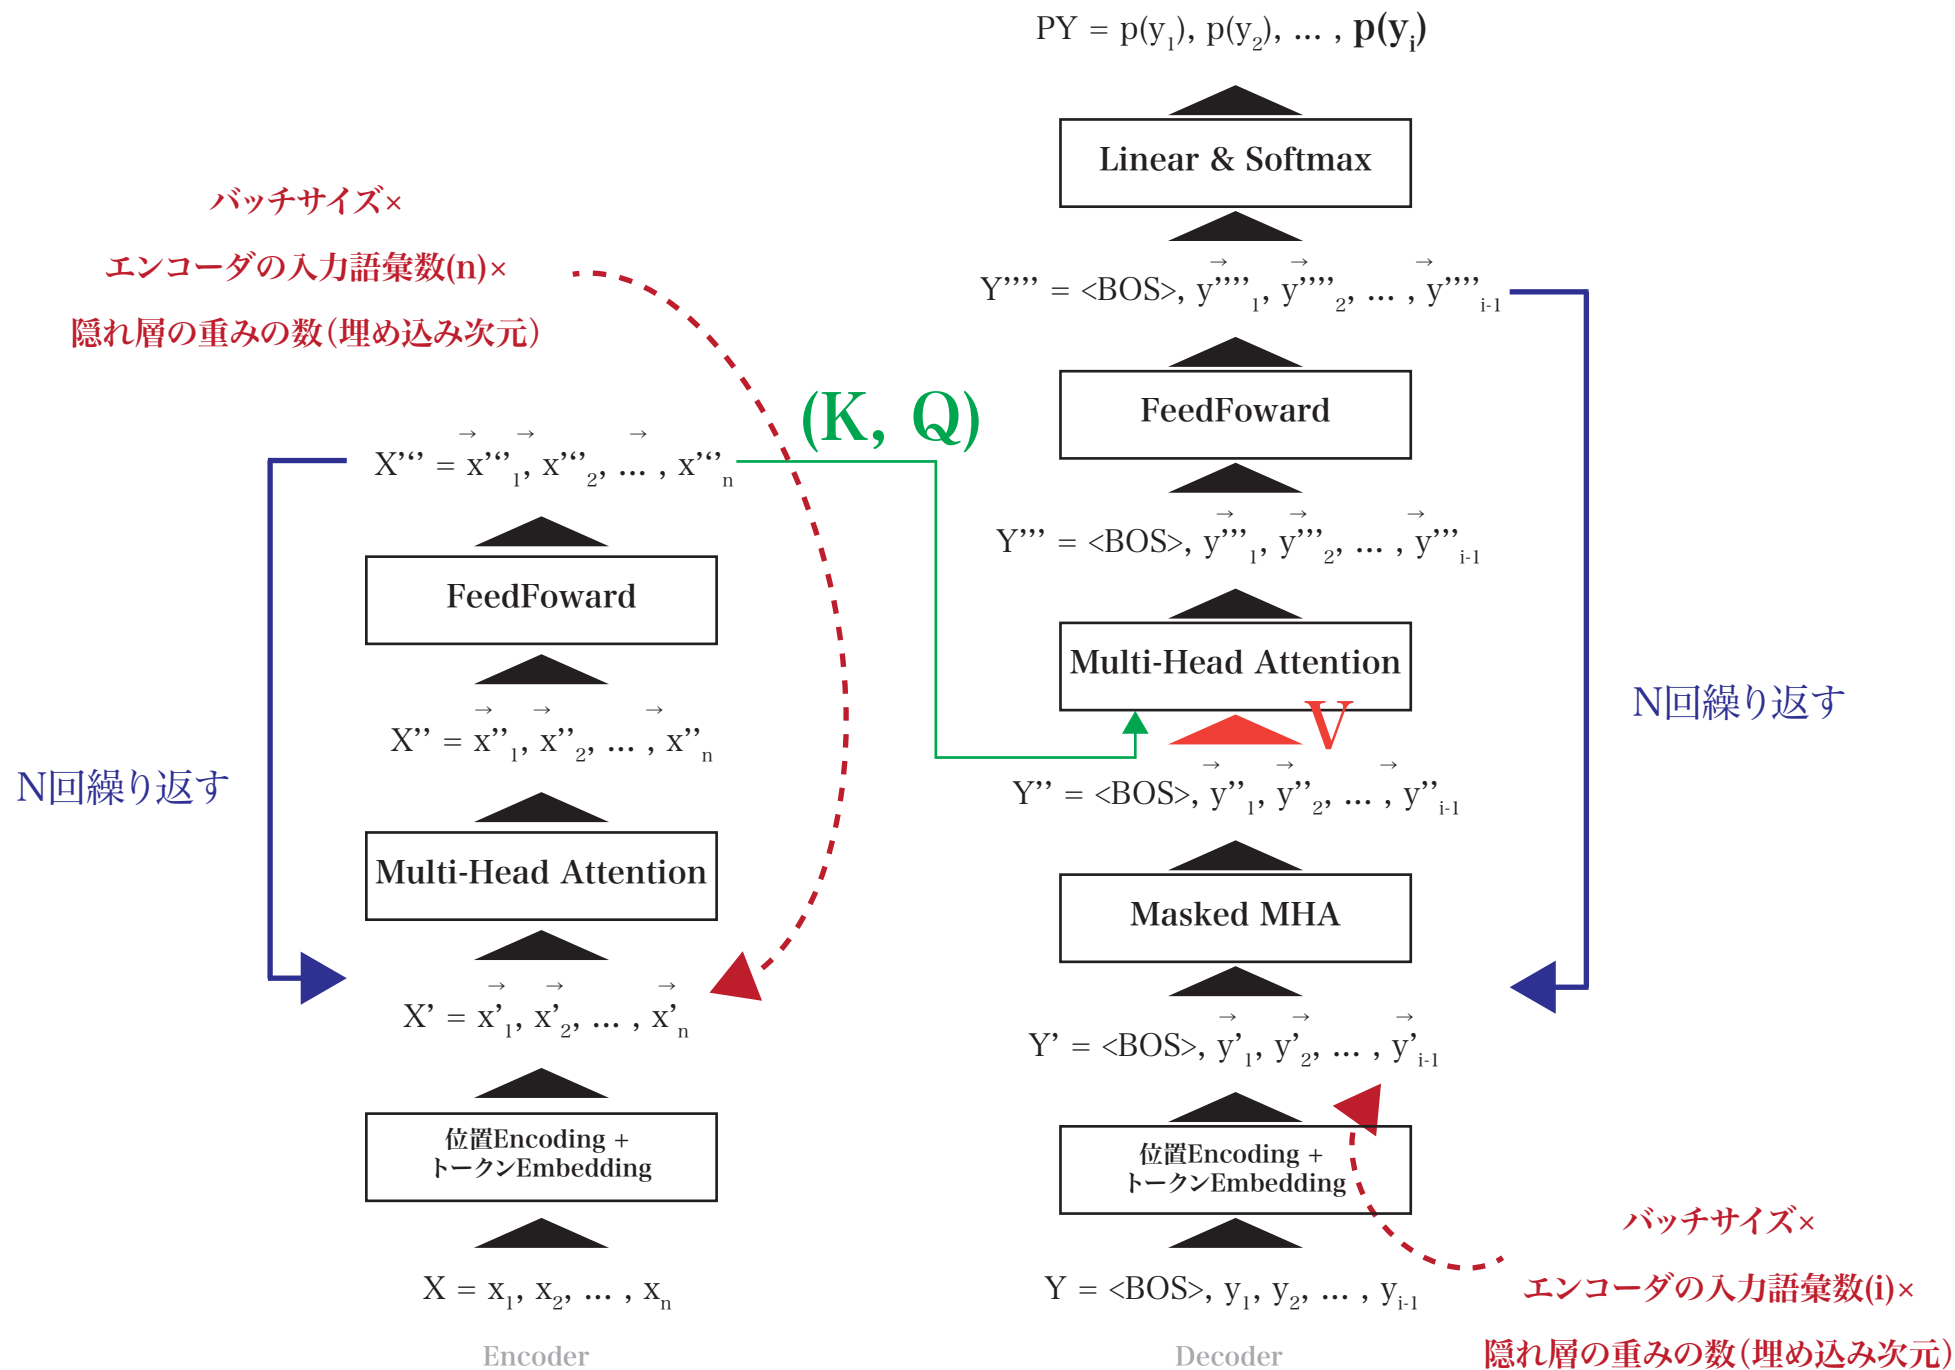 PY = p(y1), p(y2), ... , p(yi)
Linear & Softmax
Y'''' = <BOS>, y''''1, y''''2, ... , y''''i-1
FeedFoward
Y''' = <BOS>, y'''1, y'''2, ... , y'''i-1
Multi-Head Attention
V
Y'' = <BOS>, y''1, y''2, ... , y''i-1
Masked MHA
Y' = <BOS>, y'1, y'2, ... , y'i-1
位置Encoding +
トークンEmbedding
Y = <BOS>, y1, y2, ... , yi-1
Decoder
N回繰り返す
バッチサイズ×
エンコーダの入力語彙数(i)×
隠れ層の重みの数(埋め込み次元)
(K, Q)
バッチサイズ×
エンコーダの入力語彙数(n)×
隠れ層の重みの数(埋め込み次元)
X'“' = x'“'1, x'“'2, ... , x'“'n
FeedFoward
X'' = x''1, x''2, ... , x''n
Multi-Head Attention
X' = x'1, x'2, ... , x'n
位置Encoding +
トークンEmbedding
X = x1, x2, ... , xn
Encoder
N回繰り返す